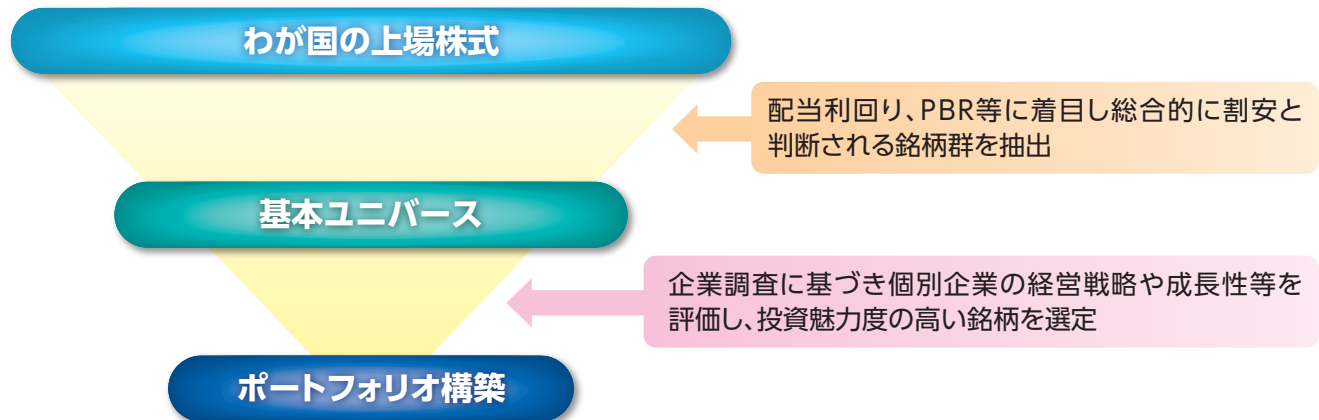 わが国の上場株式
配当利回り、PBR等に着目し総合的に割安と
判断される銘柄群を抽出
基本ユニバース
企業調査に基づき個別企業の経営戦略や成長性等を
評価し、投資魅力度の高い銘柄を選定
ポートフォリオ構築